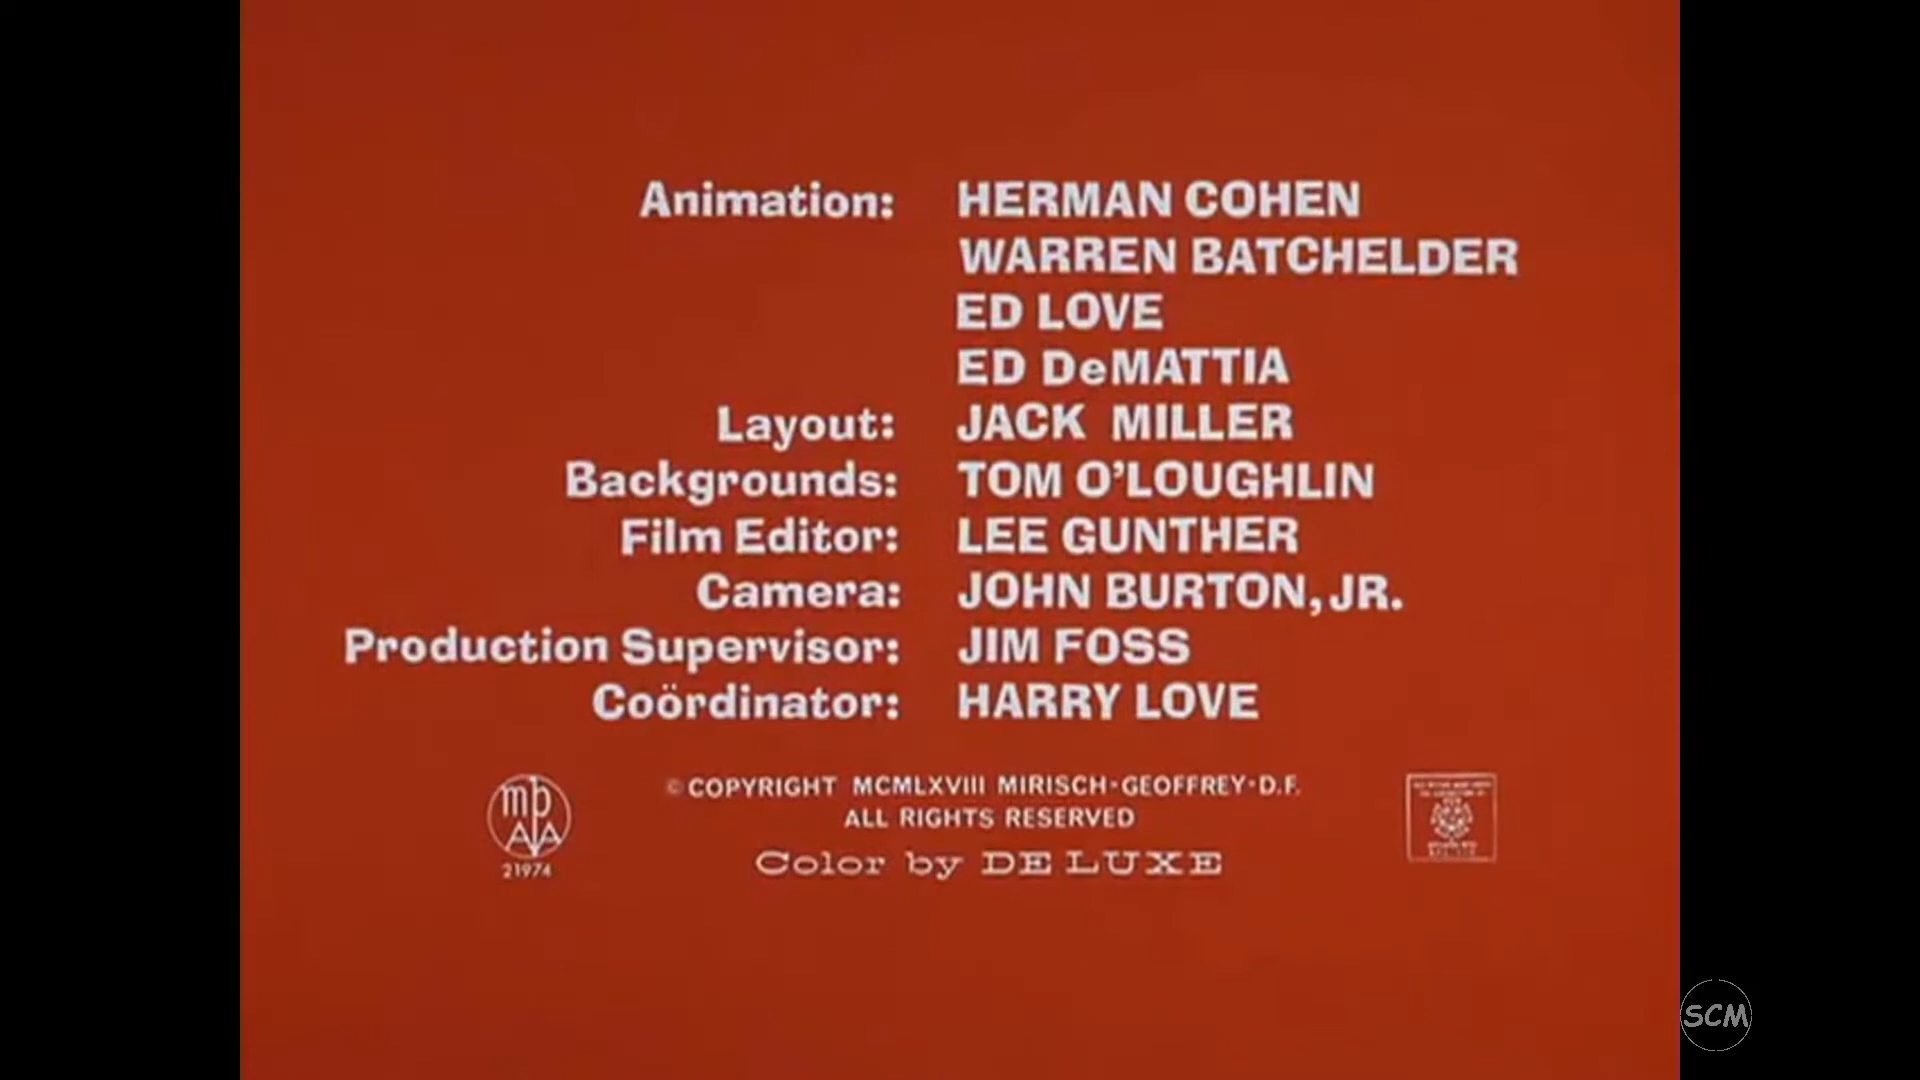 Animation: HERMAN COHEN
WARREN BATCHELDER
ED LOVE
ED DeMATTIA
Layout: JACK MILLER
Backgrounds: TOM O'LOUGHLIN
Film Editor: LEE GUNTHER
Camera: JOHN BURTON, JR.
Production Supervisor: JIM FOSS
Coördinator: HARRY LOVE
© COPYRIGHT MCMLXVIII MIRISCH-GEOFFREY-D.F.
ALL RIGHTS RESERVED
Color by DE LUXE
mp
AA
21974
SCM